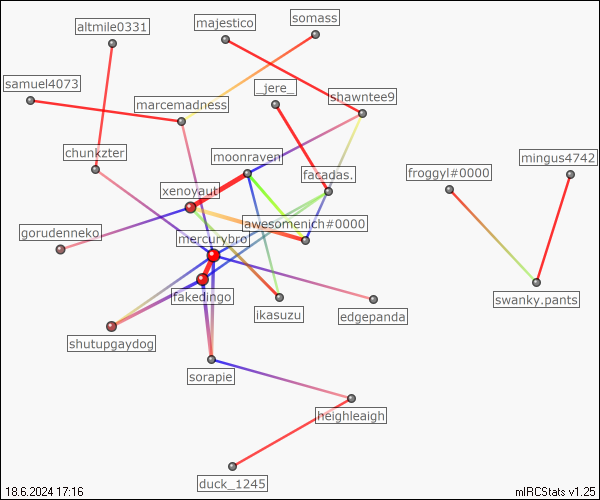 somass
majestico
altmile0331
samuel4073
_jere_
shawntee9
marcemadness
chunkzter
moonraven
mingus4742
froggyl#0000
facadas.
xenoyaut
awesomenich#0000
gorudenneko
mercurybro
fakedingo
swanky.pants
ikasuzu
edgepanda
shutupgaydog
sorapie
heighleaigh
duck_1245
18.6.2024 17:16
mIRCStats v1.25